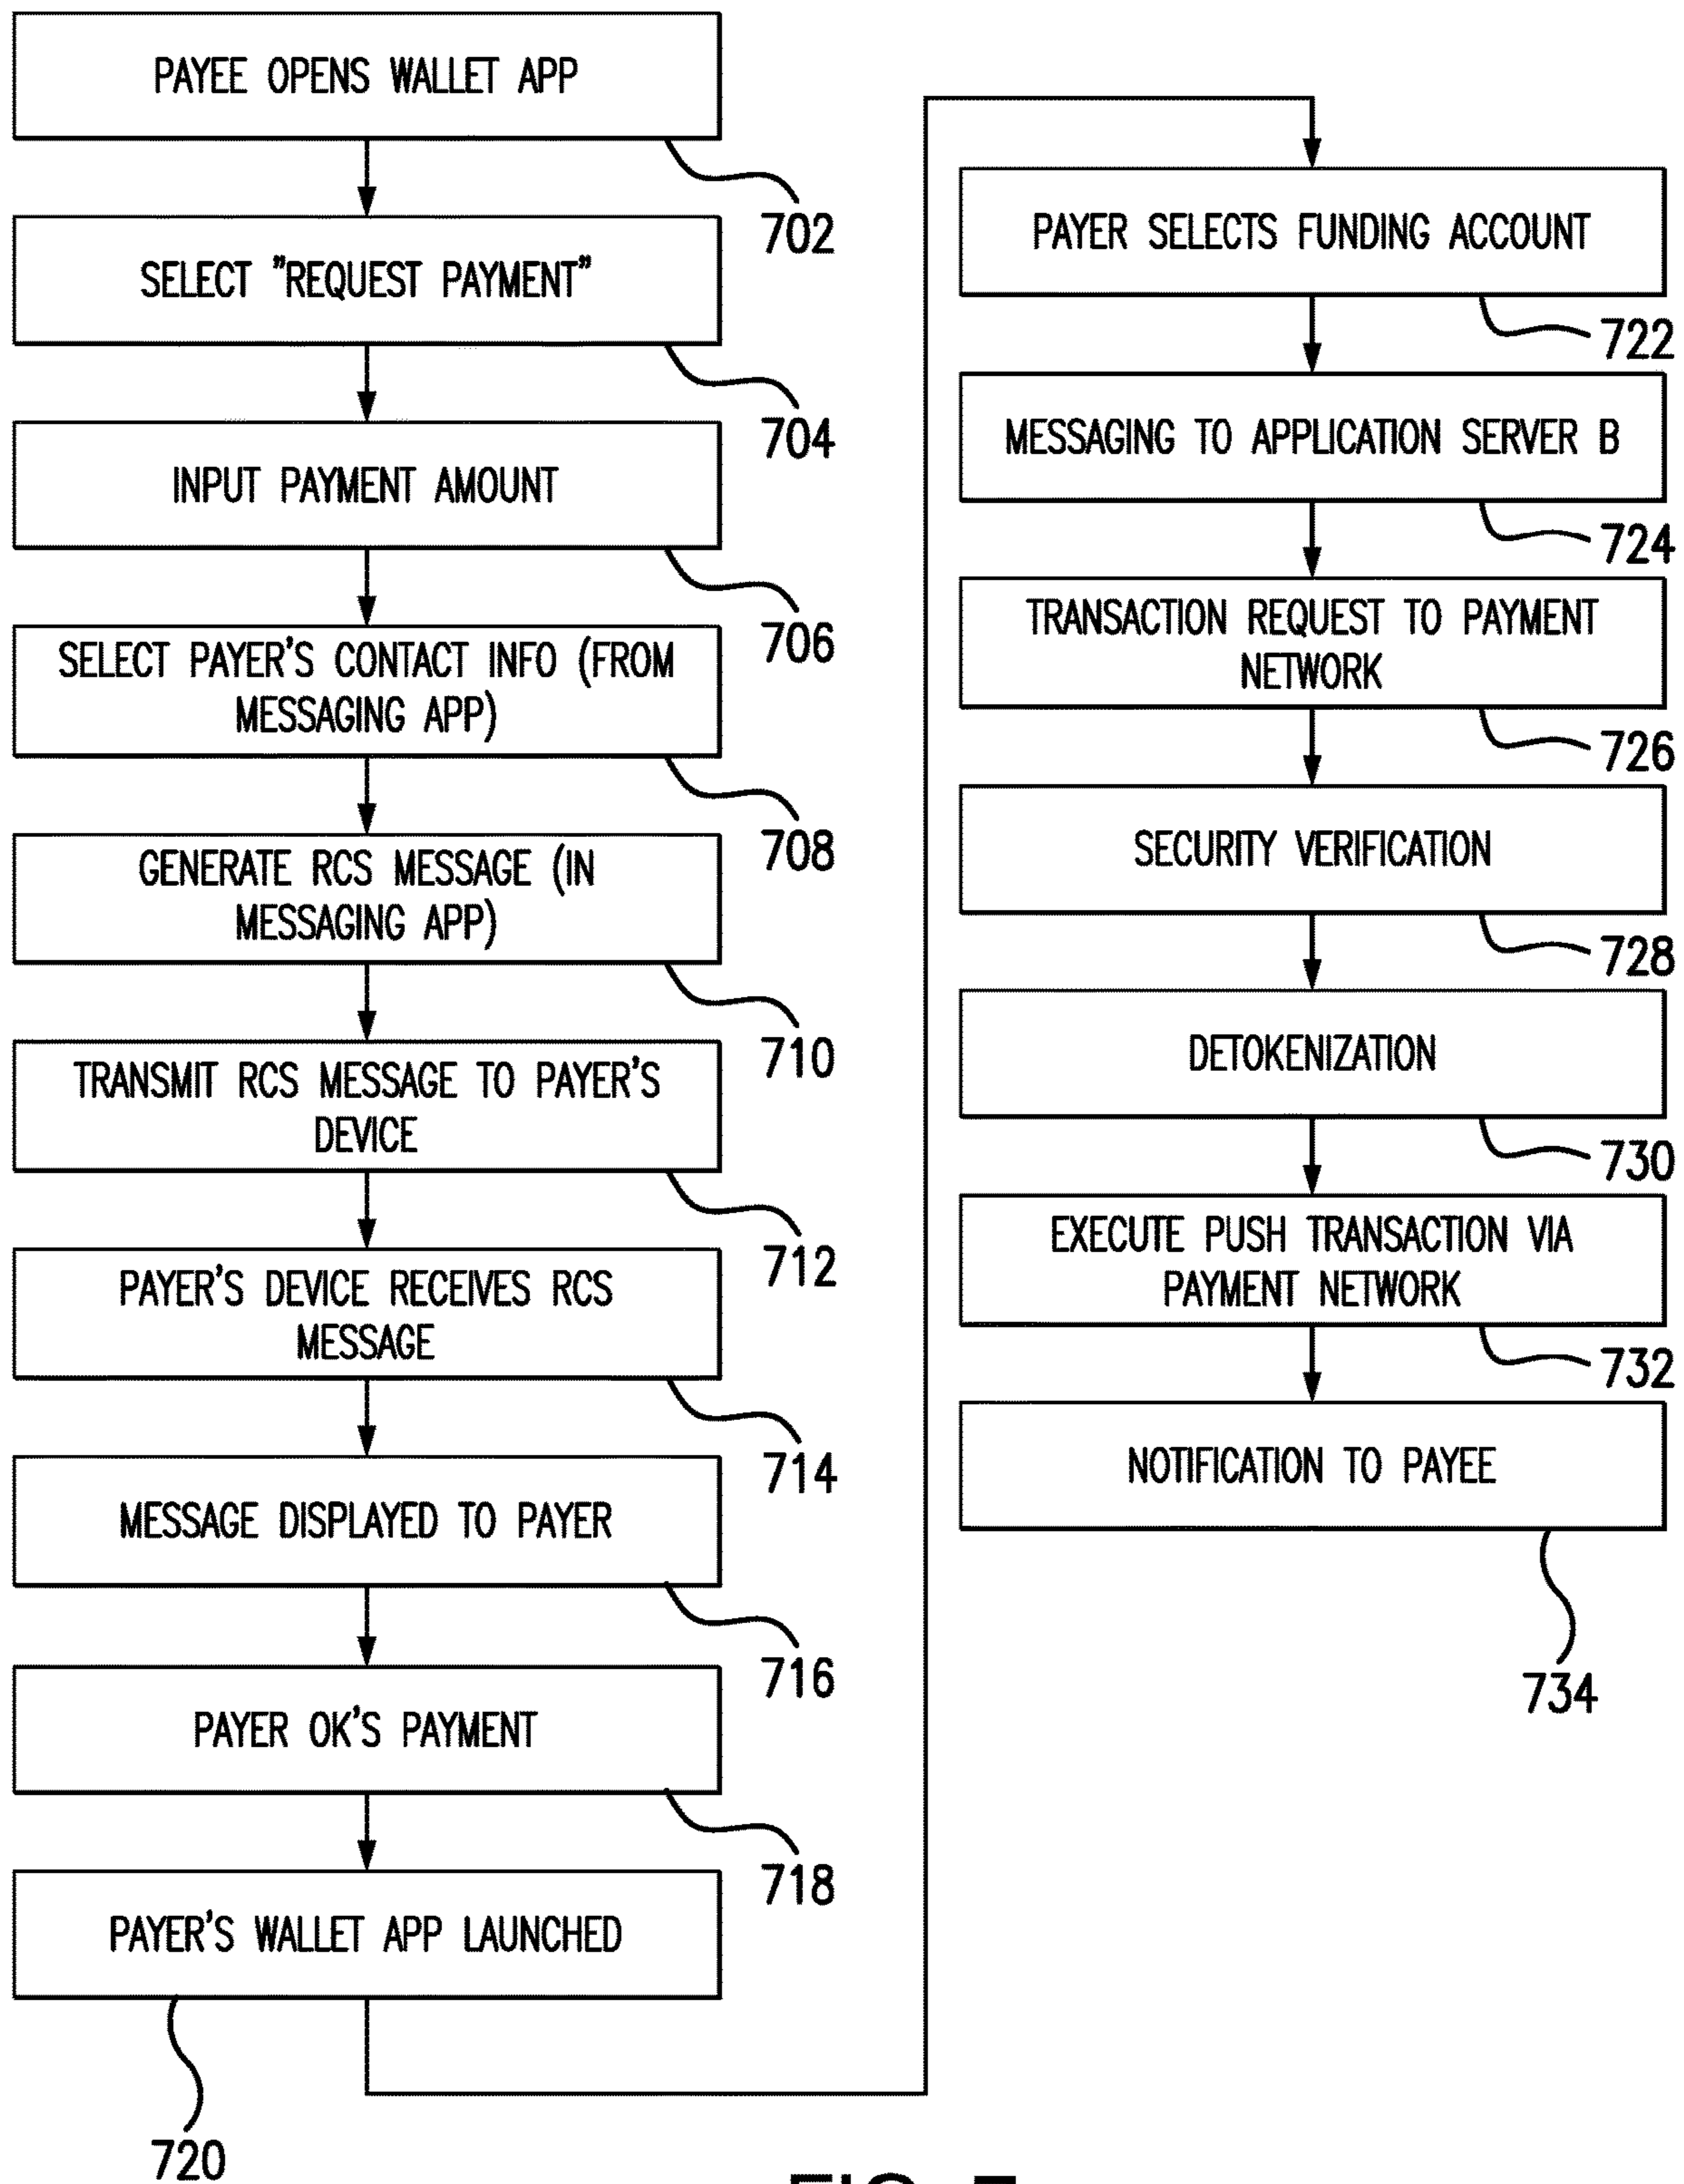 PAYEE OPENS WALLET APP
702
SELECT "REQUEST PAYMENT"
704
INPUT PAYMENT AMOUNT
706
SELECT PAYER'S CONTACT INFO (FROM
MESSAGING APP)
708
GENERATE RCS MESSAGE (IN
MESSAGING APP)
710
TRANSMIT RCS MESSAGE TO PAYER'S
DEVICE
712
PAYER'S DEVICE RECEIVES RCS
MESSAGE
714
MESSAGE DISPLAYED TO PAYER
716
PAYER OK'S PAYMENT
718
PAYER'S WALLET APP LAUNCHED
720
PAYER SELECTS FUNDING ACCOUNT
722
MESSAGING TO APPLICATION SERVER B
724
TRANSACTION REQUEST TO PAYMENT
NETWORK
726
SECURITY VERIFICATION
728
DETOKENIZATION
730
EXECUTE PUSH TRANSACTION VIA
PAYMENT NETWORK
732
NOTIFICATION TO PAYEE
734